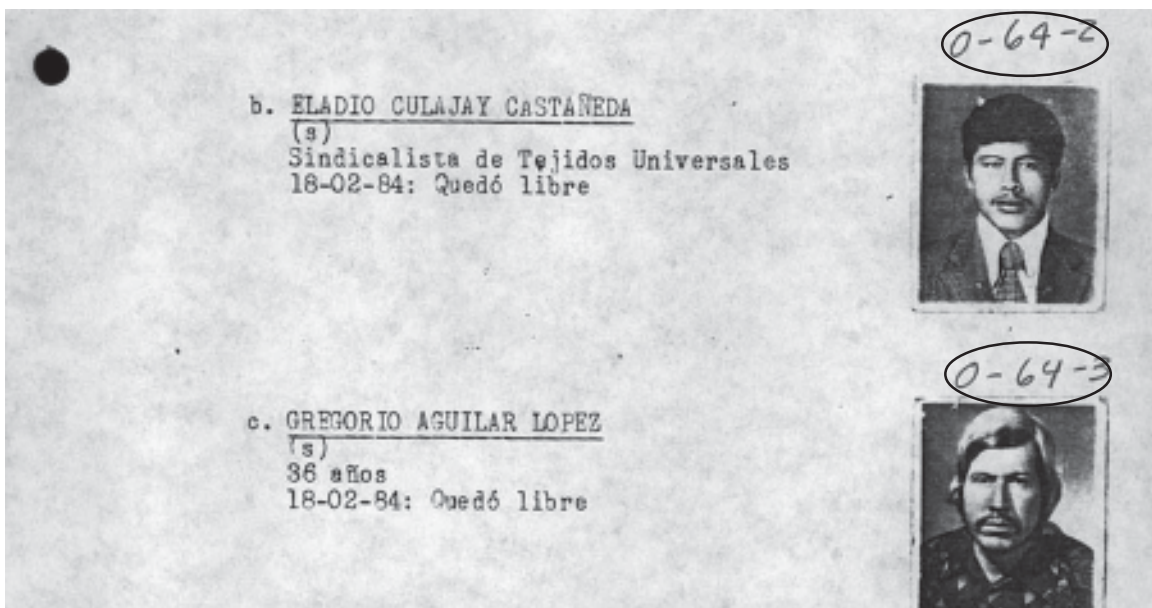 0-64-2
b. ELADIO CULAJAY CASTAÑEDA
(s)
Sindicalista de Tejidos Universales
18-02-84: Quedó libre
0-64-3
c. GREGORIO AGUILAR LOPEZ
(s)
36 años
18-02-84: Quedó libre